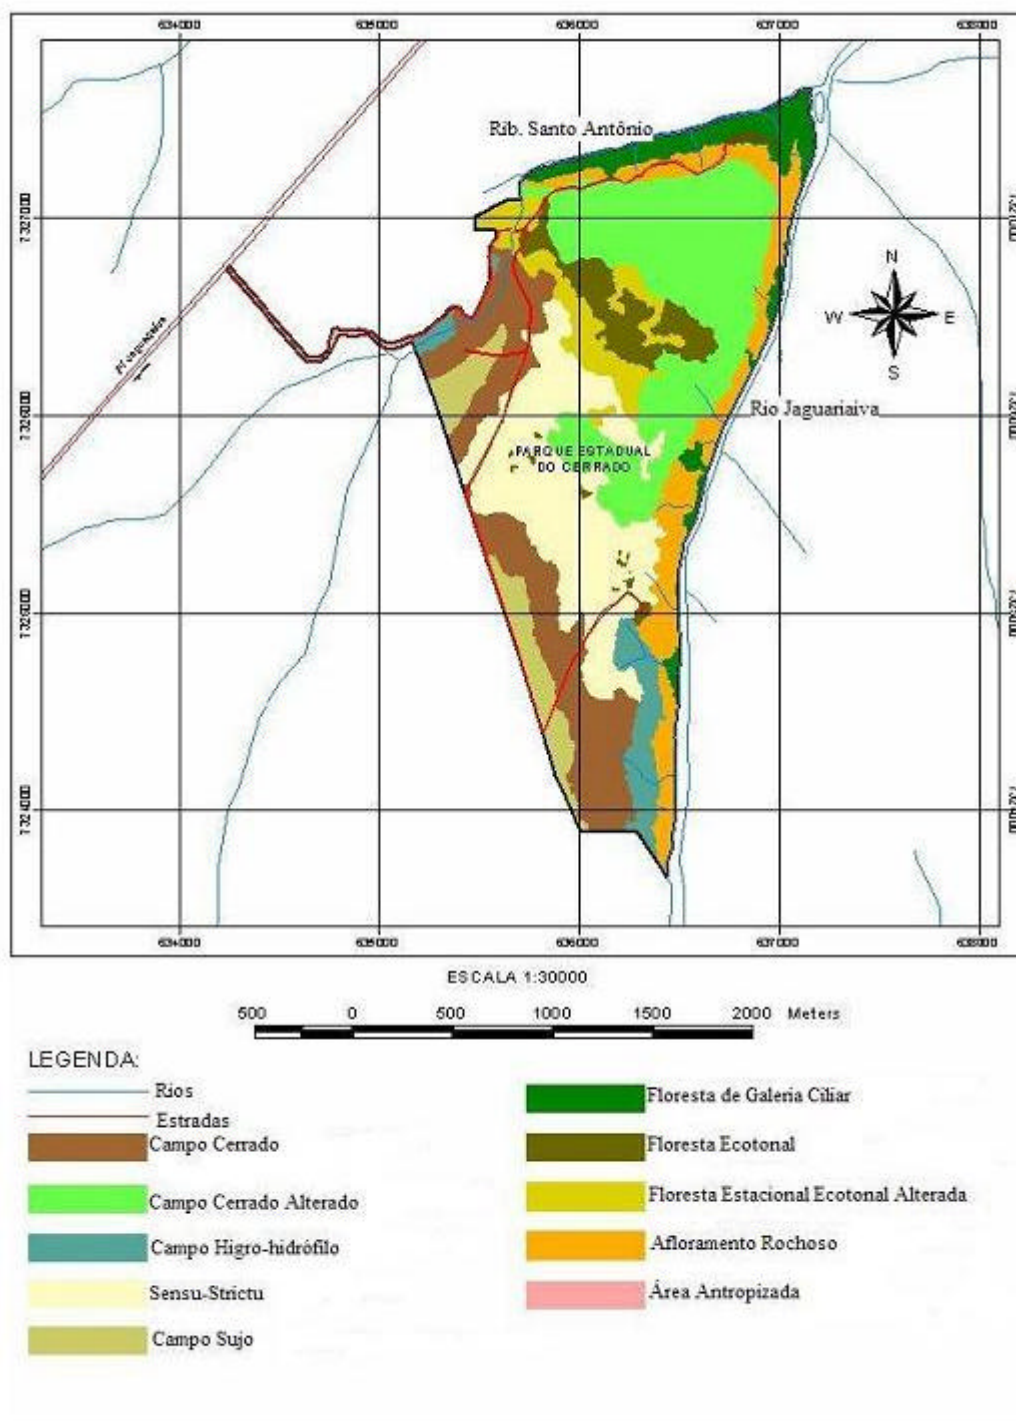 634000 635000 636000 637000 638000
Rib. Santo Antônio
7327000
N
W E
S
P/ Jaguariaíva
Rio Jaguariaiva
PARQUE ESTADUAL
DO CERRADO
7324000
634000 635000 636000 637000 638000
ESCALA 1:30000
500 0 500 1000 1500 2000 Meters
LEGENDA:
Rios
Estradas
Campo Cerrado
Campo Cerrado Alterado
Campo Higro-hidrófilo
Sensu-Strictu
Campo Sujo
Floresta de Galeria Ciliar
Floresta Ecotonal
Floresta Estacional Ecotonal Alterada
Afloramento Rochoso
Área Antropizada